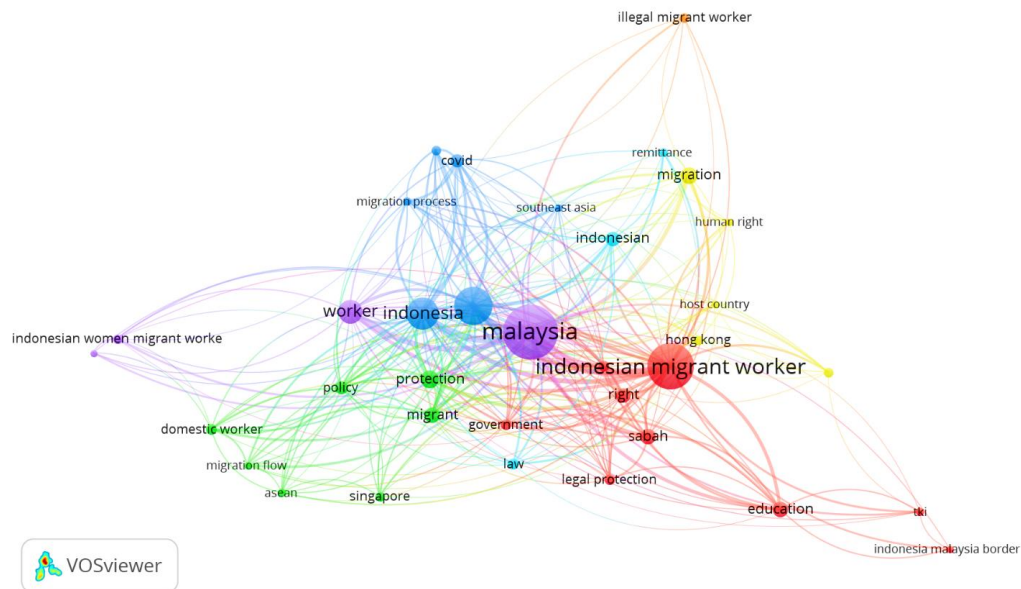 illegal migrant worker
covid
remittance
migration process
migration
southeast asia
human right
indonesian
host country
worker
indonesia
malaysia
hong kong
indonesian women migrant worke
indonesian migrant worker
policy
protection
right
migrant
government
domestic worker
sabah
law
migration flow
legal protection
asean
singapore
education
tki
indonesia malaysia border
VOSviewer